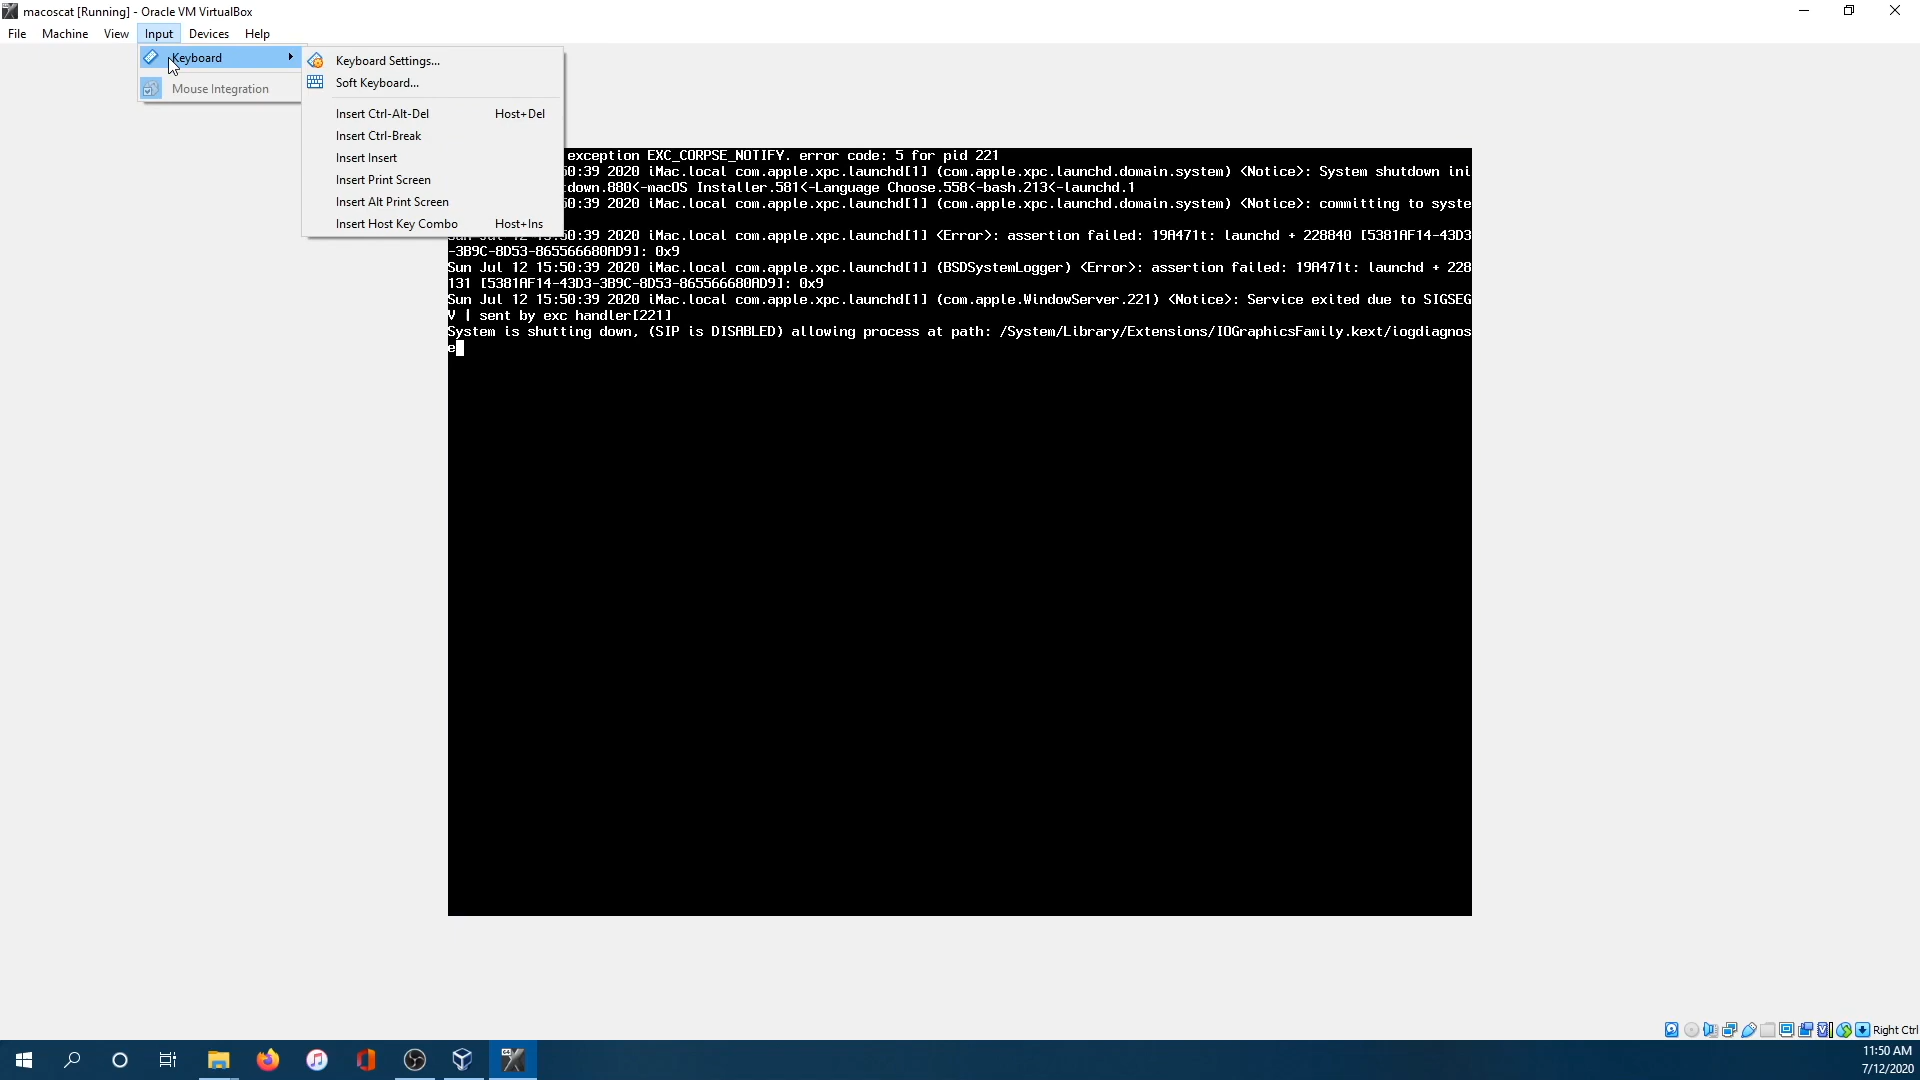 macoscat [Running] - Oracle VM VirtualBox
File Machine View Input Devices Help
Keyboard
Mouse Integration
Keyboard Settings...
Soft Keyboard...
Insert Ctrl-Alt-Del Host+Del
Insert Ctrl-Break
Insert Insert
Insert Print Screen
Insert Alt Print Screen
Insert Host Key Combo Host+Ins
exception EXC_CORPSE_NOTIFY. error code: 5 for pid 221
0:39 2020 iMac.local com.apple.xpc.launchd[1] (com.apple.xpc.launchd.domain.system) <Notice>: System shutdown ini
down.880<-macOS Installer.581<-Language Choose.558<-bash.213<-launchd.1
0:39 2020 iMac.local com.apple.xpc.launchd[1] (com.apple.xpc.launchd.domain.system) <Notice>: committing to syste
Sun Jul 12 15:50:39 2020 iMac.local com.apple.xpc.launchd[1] <Error>: assertion failed: 19A471t: launchd + 228840 [5381AF14-43D3
-3B9C-8D53-865566680AD9]: 0x9
Sun Jul 12 15:50:39 2020 iMac.local com.apple.xpc.launchd[1] (BSDSystemLogger) <Error>: assertion failed: 19A471t: launchd + 228
131 [5381AF14-43D3-3B9C-8D53-865566680AD9]: 0x9
Sun Jul 12 15:50:39 2020 iMac.local com.apple.xpc.launchd[1] (com.apple.WindowServer.221) <Notice>: Service exited due to SIGSEG
V | sent by exc handler[221]
System is shutting down, (SIP is DISABLED) allowing process at path: /System/Library/Extensions/IOGraphicsFamily.kext/iogdiagnos
e
Right Ctrl
11:50 AM
7/12/2020